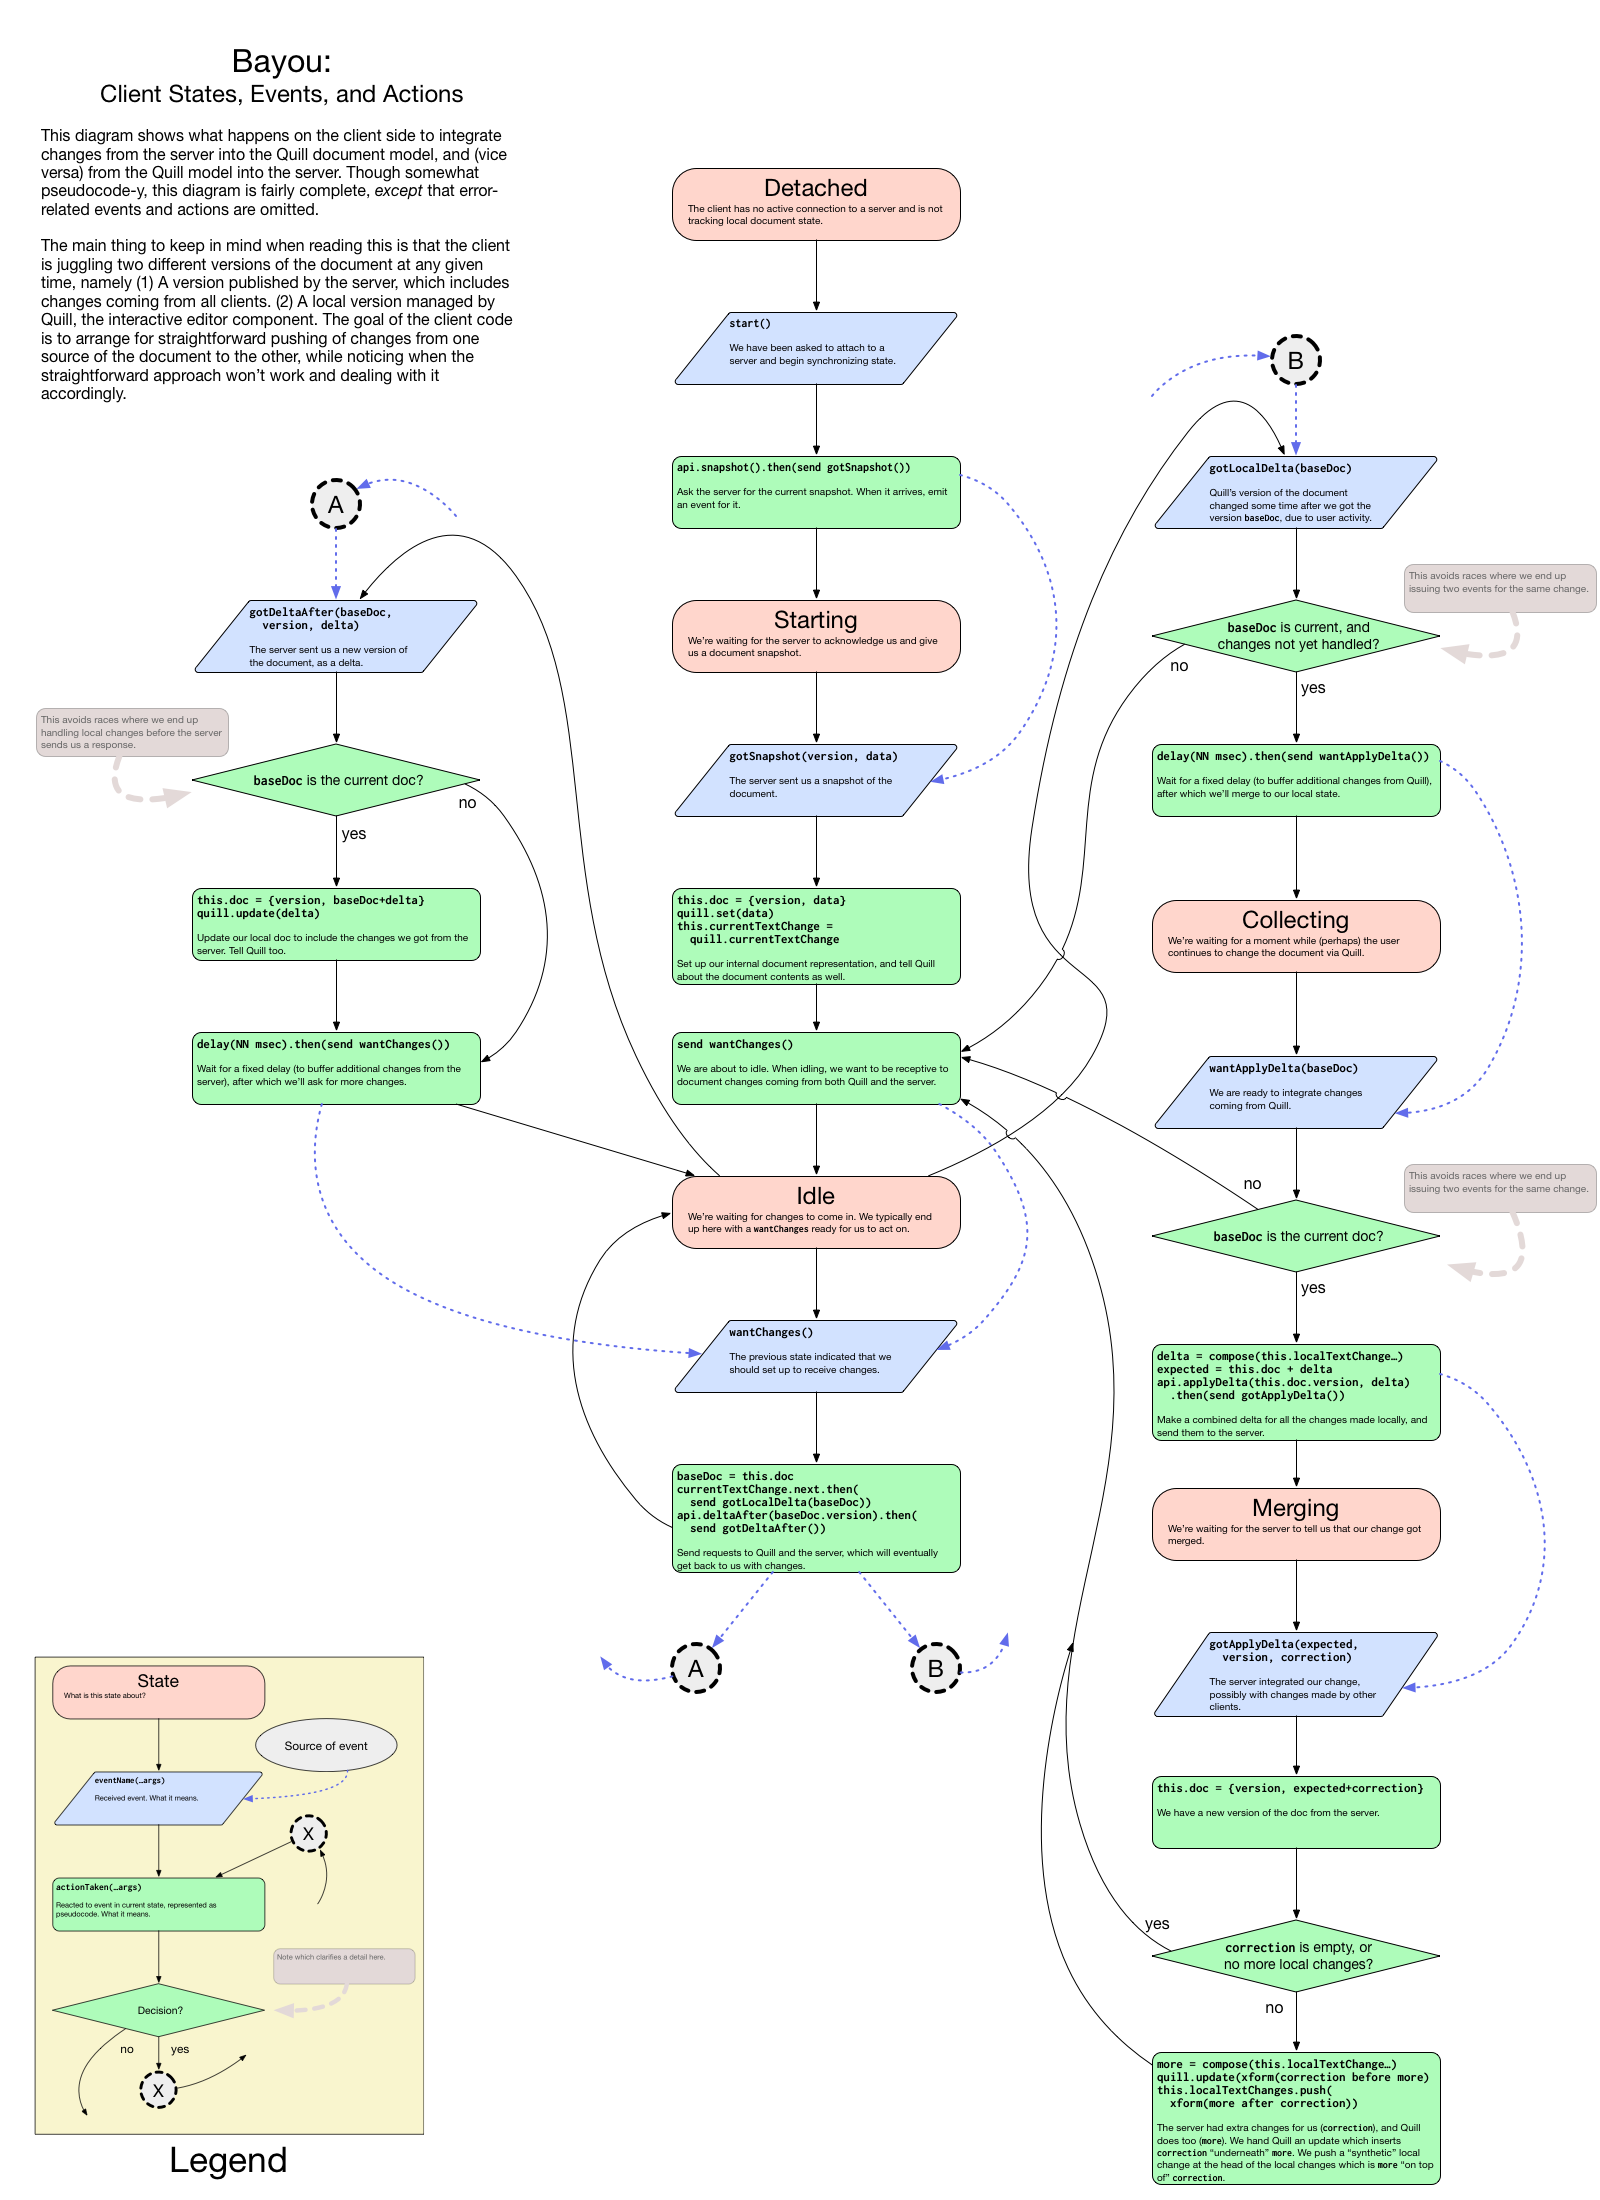 Bayou:
Client States, Events, and Actions
This diagram shows what happens on the client side to integrate
changes from the server into the Quill document model, and (vice
versa) from the Quill model into the server. Though somewhat
pseudocode-y, this diagram is fairly complete, except that error-
related events and actions are omitted.
The main thing to keep in mind when reading this is that the client
is juggling two different versions of the document at any given
time, namely (1) A version published by the server, which includes
changes coming from all clients. (2) A local version managed by
Quill, the interactive editor component. The goal of the client code
is to arrange for straightforward pushing of changes from one
source of the document to the other, while noticing when the
straightforward approach won't work and dealing with it
accordingly.
A
gotDeltaAfter(baseDoc,
version, delta)
The server sent us a new version of
the document, as a delta.
This avoids races where we end up
handling local changes before the server
sends us a response.
baseDoc is the current doc?
no
yes
this.doc = {version, baseDoc+delta}
quill.update(delta)
Update our local doc to include the changes we got from the
server. Tell Quill too.
delay(NN msec).then(send wantChanges())
Wait for a fixed delay (to buffer additional changes from the
server), after which we'll ask for more changes.
Detached
The client has no active connection to a server and is not
tracking local document state.
start()
We have been asked to attach to a
server and begin synchronizing state.
api.snapshot().then(send gotSnapshot())
Ask the server for the current snapshot. When it arrives, emit
an event for it.
Starting
We're waiting for the server to acknowledge us and give
us a document snapshot.
gotSnapshot(version, data)
The server sent us a snapshot of the
document.
this.doc = {version, data}
quill.set(data)
this.currentTextChange =
quill.currentTextChange
Set up our internal document representation, and tell Quill
about the document contents as well.
send wantChanges()
We are about to idle. When idling, we want to be receptive to
document changes coming from both Quill and the server.
Idle
We're waiting for changes to come in. We typically end
up here with a wantChanges ready for us to act on.
wantChanges()
The previous state indicated that we
should set up to receive changes.
baseDoc = this.doc
currentTextChange.next.then(
send gotLocalDelta(baseDoc))
api.deltaAfter(baseDoc.version).then(
send gotDeltaAfter())
Send requests to Quill and the server, which will eventually
get back to us with changes.
A
B
B
gotLocalDelta(baseDoc)
Quill's version of the document
changed some time after we got the
version baseDoc, due to user activity.
This avoids races where we end up
issuing two events for the same change.
baseDoc is current, and
changes not yet handled?
no
yes
delay(NN msec).then(send wantApplyDelta())
Wait for a fixed delay (to buffer additional changes from Quill),
after which we'll merge to our local state.
Collecting
We're waiting for a moment while (perhaps) the user
continues to change the document via Quill.
wantApplyDelta(baseDoc)
We are ready to integrate changes
coming from Quill.
This avoids races where we end up
issuing two events for the same change.
no
baseDoc is the current doc?
yes
delta = compose(this.localTextChange…)
expected = this.doc + delta
api.applyDelta(this.doc.version, delta)
.then(send gotApplyDelta())
Make a combined delta for all the changes made locally, and
send them to the server.
Merging
We're waiting for the server to tell us that our change got
merged.
gotApplyDelta(expected,
version, correction)
The server integrated our change,
possibly with changes made by other
clients.
this.doc = {version, expected+correction}
We have a new version of the doc from the server.
yes
correction is empty, or
no more local changes?
no
more = compose(this.localTextChange…)
quill.update(xform(correction before more)
this.localTextChanges.push(
xform(more after correction))
The server had extra changes for us (correction), and Quill
does too (more). We hand Quill an update which inserts
correction “underneath” more. We push a “synthetic” local
change at the head of the local changes which is more “on top
of” correction.
State
What is this state about?
Source of event
eventName(…args)
Received event. What it means.
X
actionTaken(…args)
Reacted to event in current state, represented as
pseudocode. What it means.
Note which clarifies a detail here.
Decision?
no
yes
X
Legend